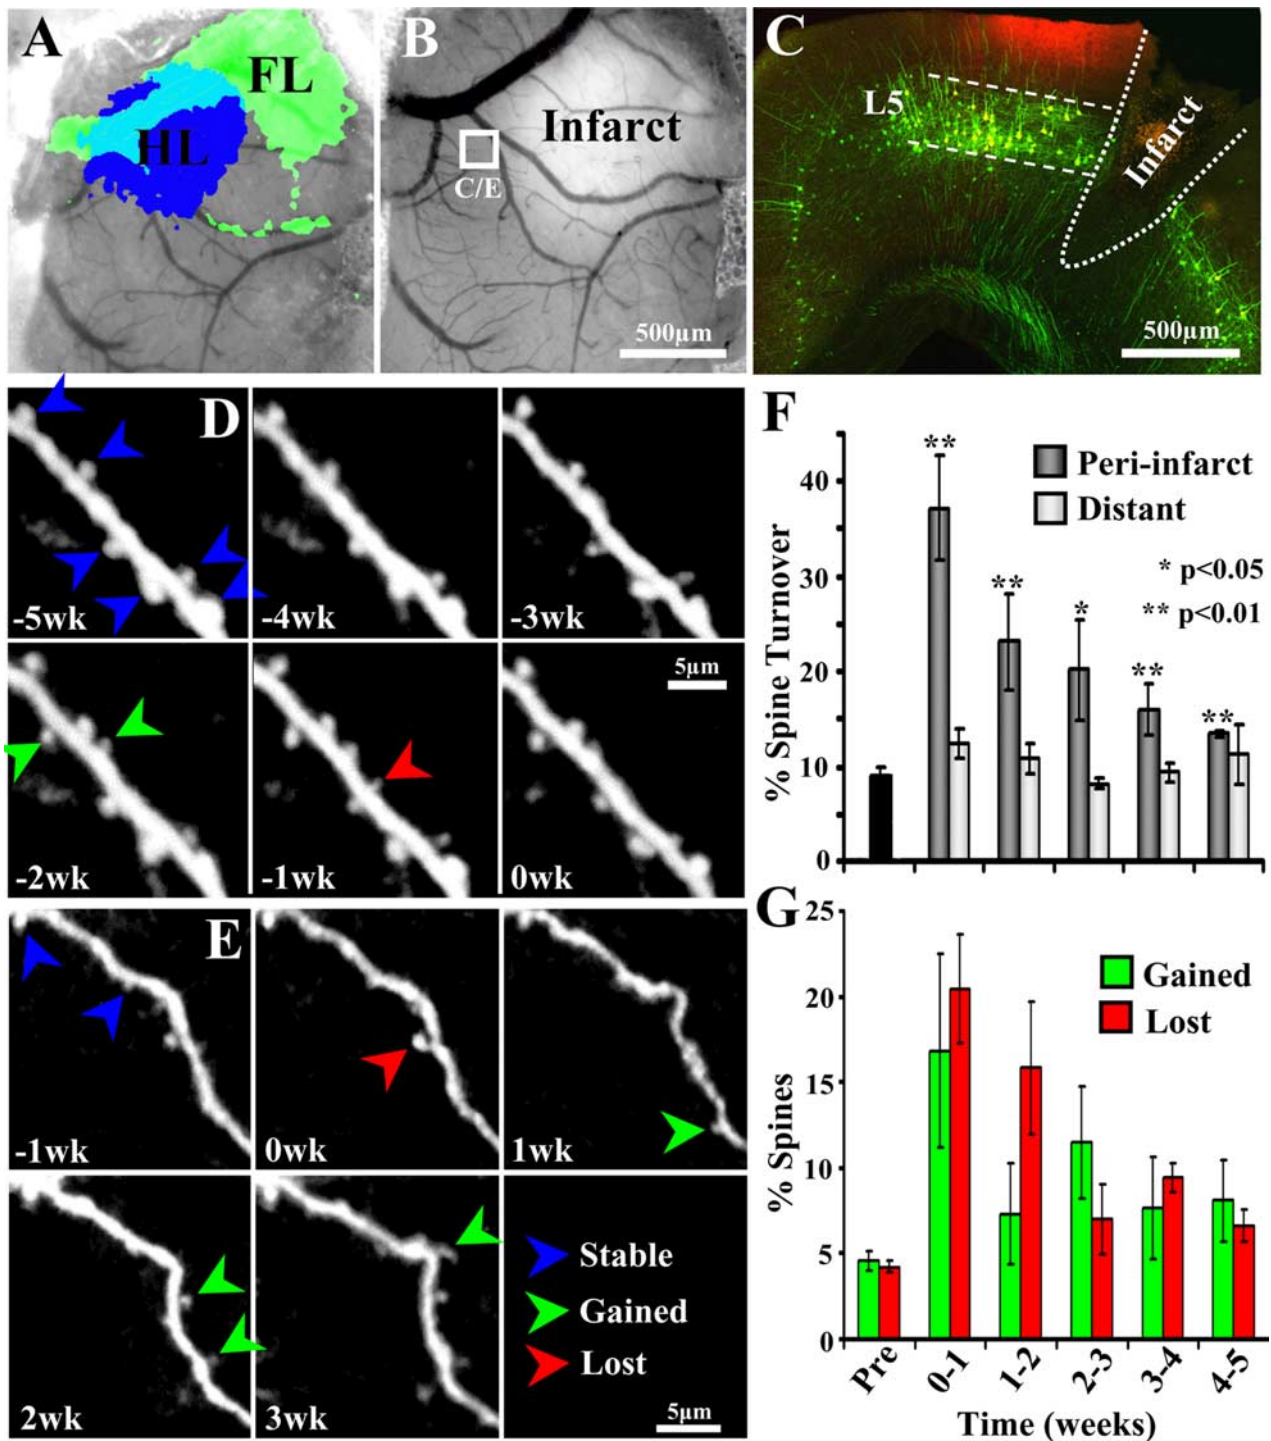 A
FL
HL
B
Infarct
C/E
500µm
C
L5
Infarct
500µm
D
-5wk
-4wk
-3wk
-2wk
-1wk
5µm
0wk
E
-1wk
0wk
1wk
2wk
3wk
Stable
Gained
Lost
5µm
F
% Spine Turnover
40
30
20
10
0
**
**
*
**
**
Peri-infarct
Distant
* p<0.05
** p<0.01
G
% Spines
25
20
15
10
5
0
Gained
Lost
Pre
0-1
1-2
2-3
3-4
4-5
Time (weeks)